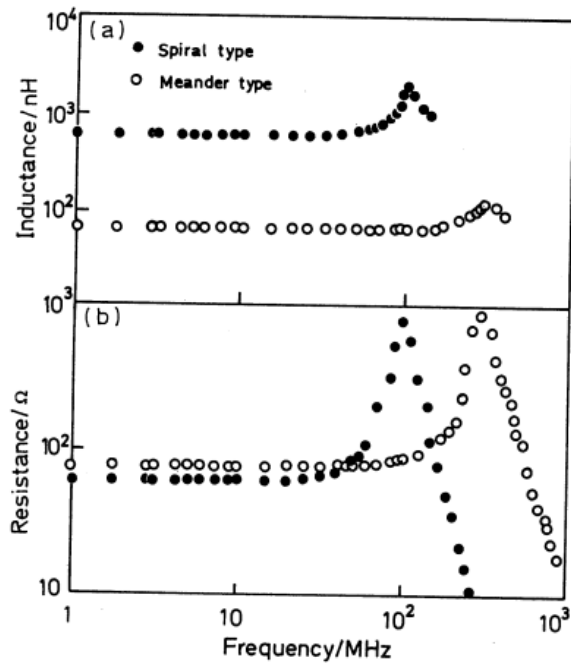 (a)
Spiral type
Meander type
10⁴
10³
10²
Inductance/nH
10³
(b)
10²
10
Resistance/Ω
1
10
10²
10³
Frequency/MHz